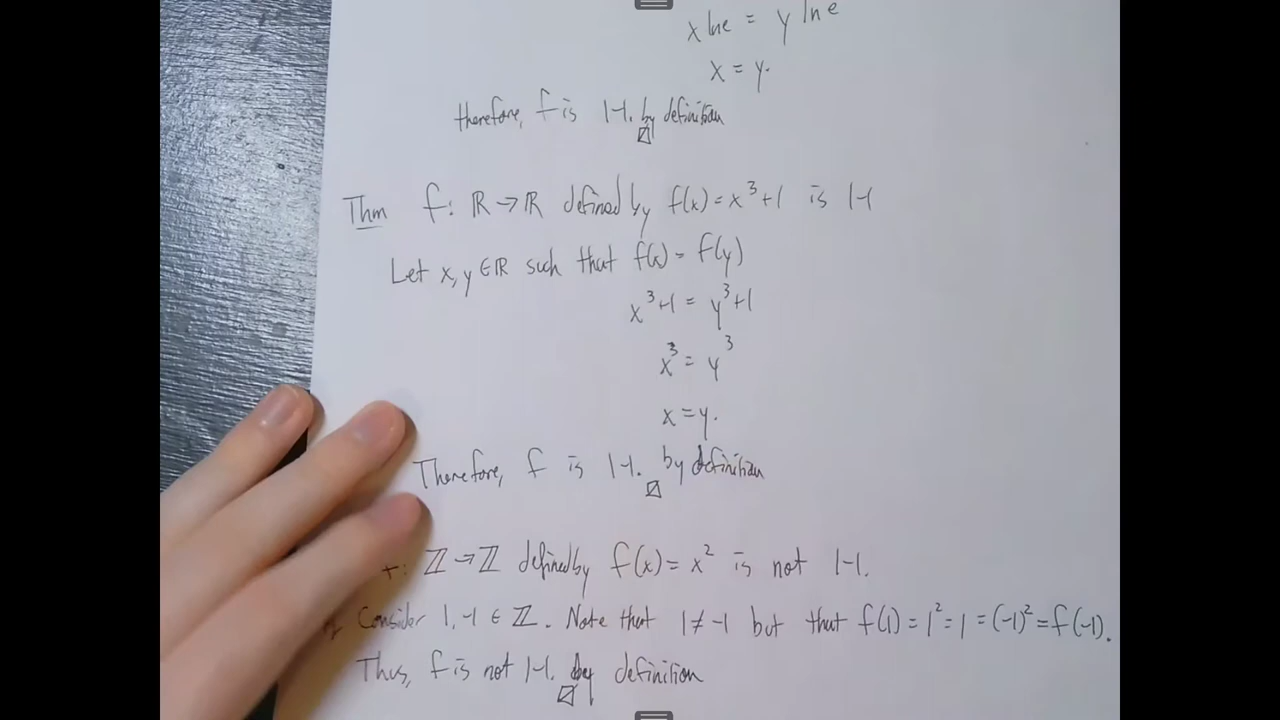 x ln e = y ln e
x = y.
therefore, f is 1-1. by definition
Thm f: ℝ → ℝ defined by f(x) = x³+1 is 1-1
Let x, y ∈ ℝ such that f(x) = f(y)
x³+1 = y³+1
x³ = y³
x = y.
Therefore, f is 1-1. by definition
f: ℤ → ℤ defined by f(x) = x² is not 1-1.
Consider 1, -1 ∈ ℤ. Note that 1 ≠ -1 but that f(1) = 1² = 1 = (-1)² = f(-1).
Thus, f is not 1-1. by definition